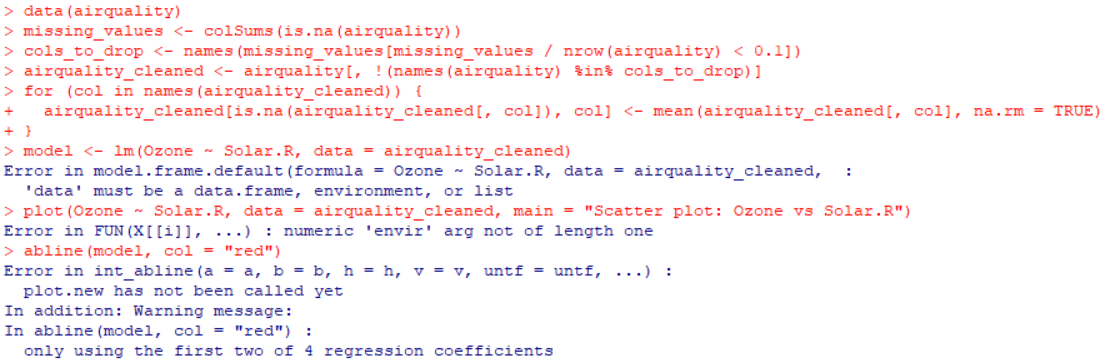 > data(airquality)
> missing_values <- colSums(is.na(airquality))
> cols_to_drop <- names(missing_values[missing_values / nrow(airquality) < 0.1])
> airquality_cleaned <- airquality[, !(names(airquality) %in% cols_to_drop)]
> for (col in names(airquality_cleaned)) {
+   airquality_cleaned[is.na(airquality_cleaned[, col]), col] <- mean(airquality_cleaned[, col], na.rm = TRUE)
+ }
> model <- lm(Ozone ~ Solar.R, data = airquality_cleaned)
Error in model.frame.default(formula = Ozone ~ Solar.R, data = airquality_cleaned,  :
  'data' must be a data.frame, environment, or list
> plot(Ozone ~ Solar.R, data = airquality_cleaned, main = "Scatter plot: Ozone vs Solar.R")
Error in FUN(X[[i]], ...) : numeric 'envir' arg not of length one
> abline(model, col = "red")
Error in int_abline(a = a, b = b, h = h, v = v, untf = untf, ...) :
  plot.new has not been called yet
In addition: Warning message:
In abline(model, col = "red") :
  only using the first two of 4 regression coefficients